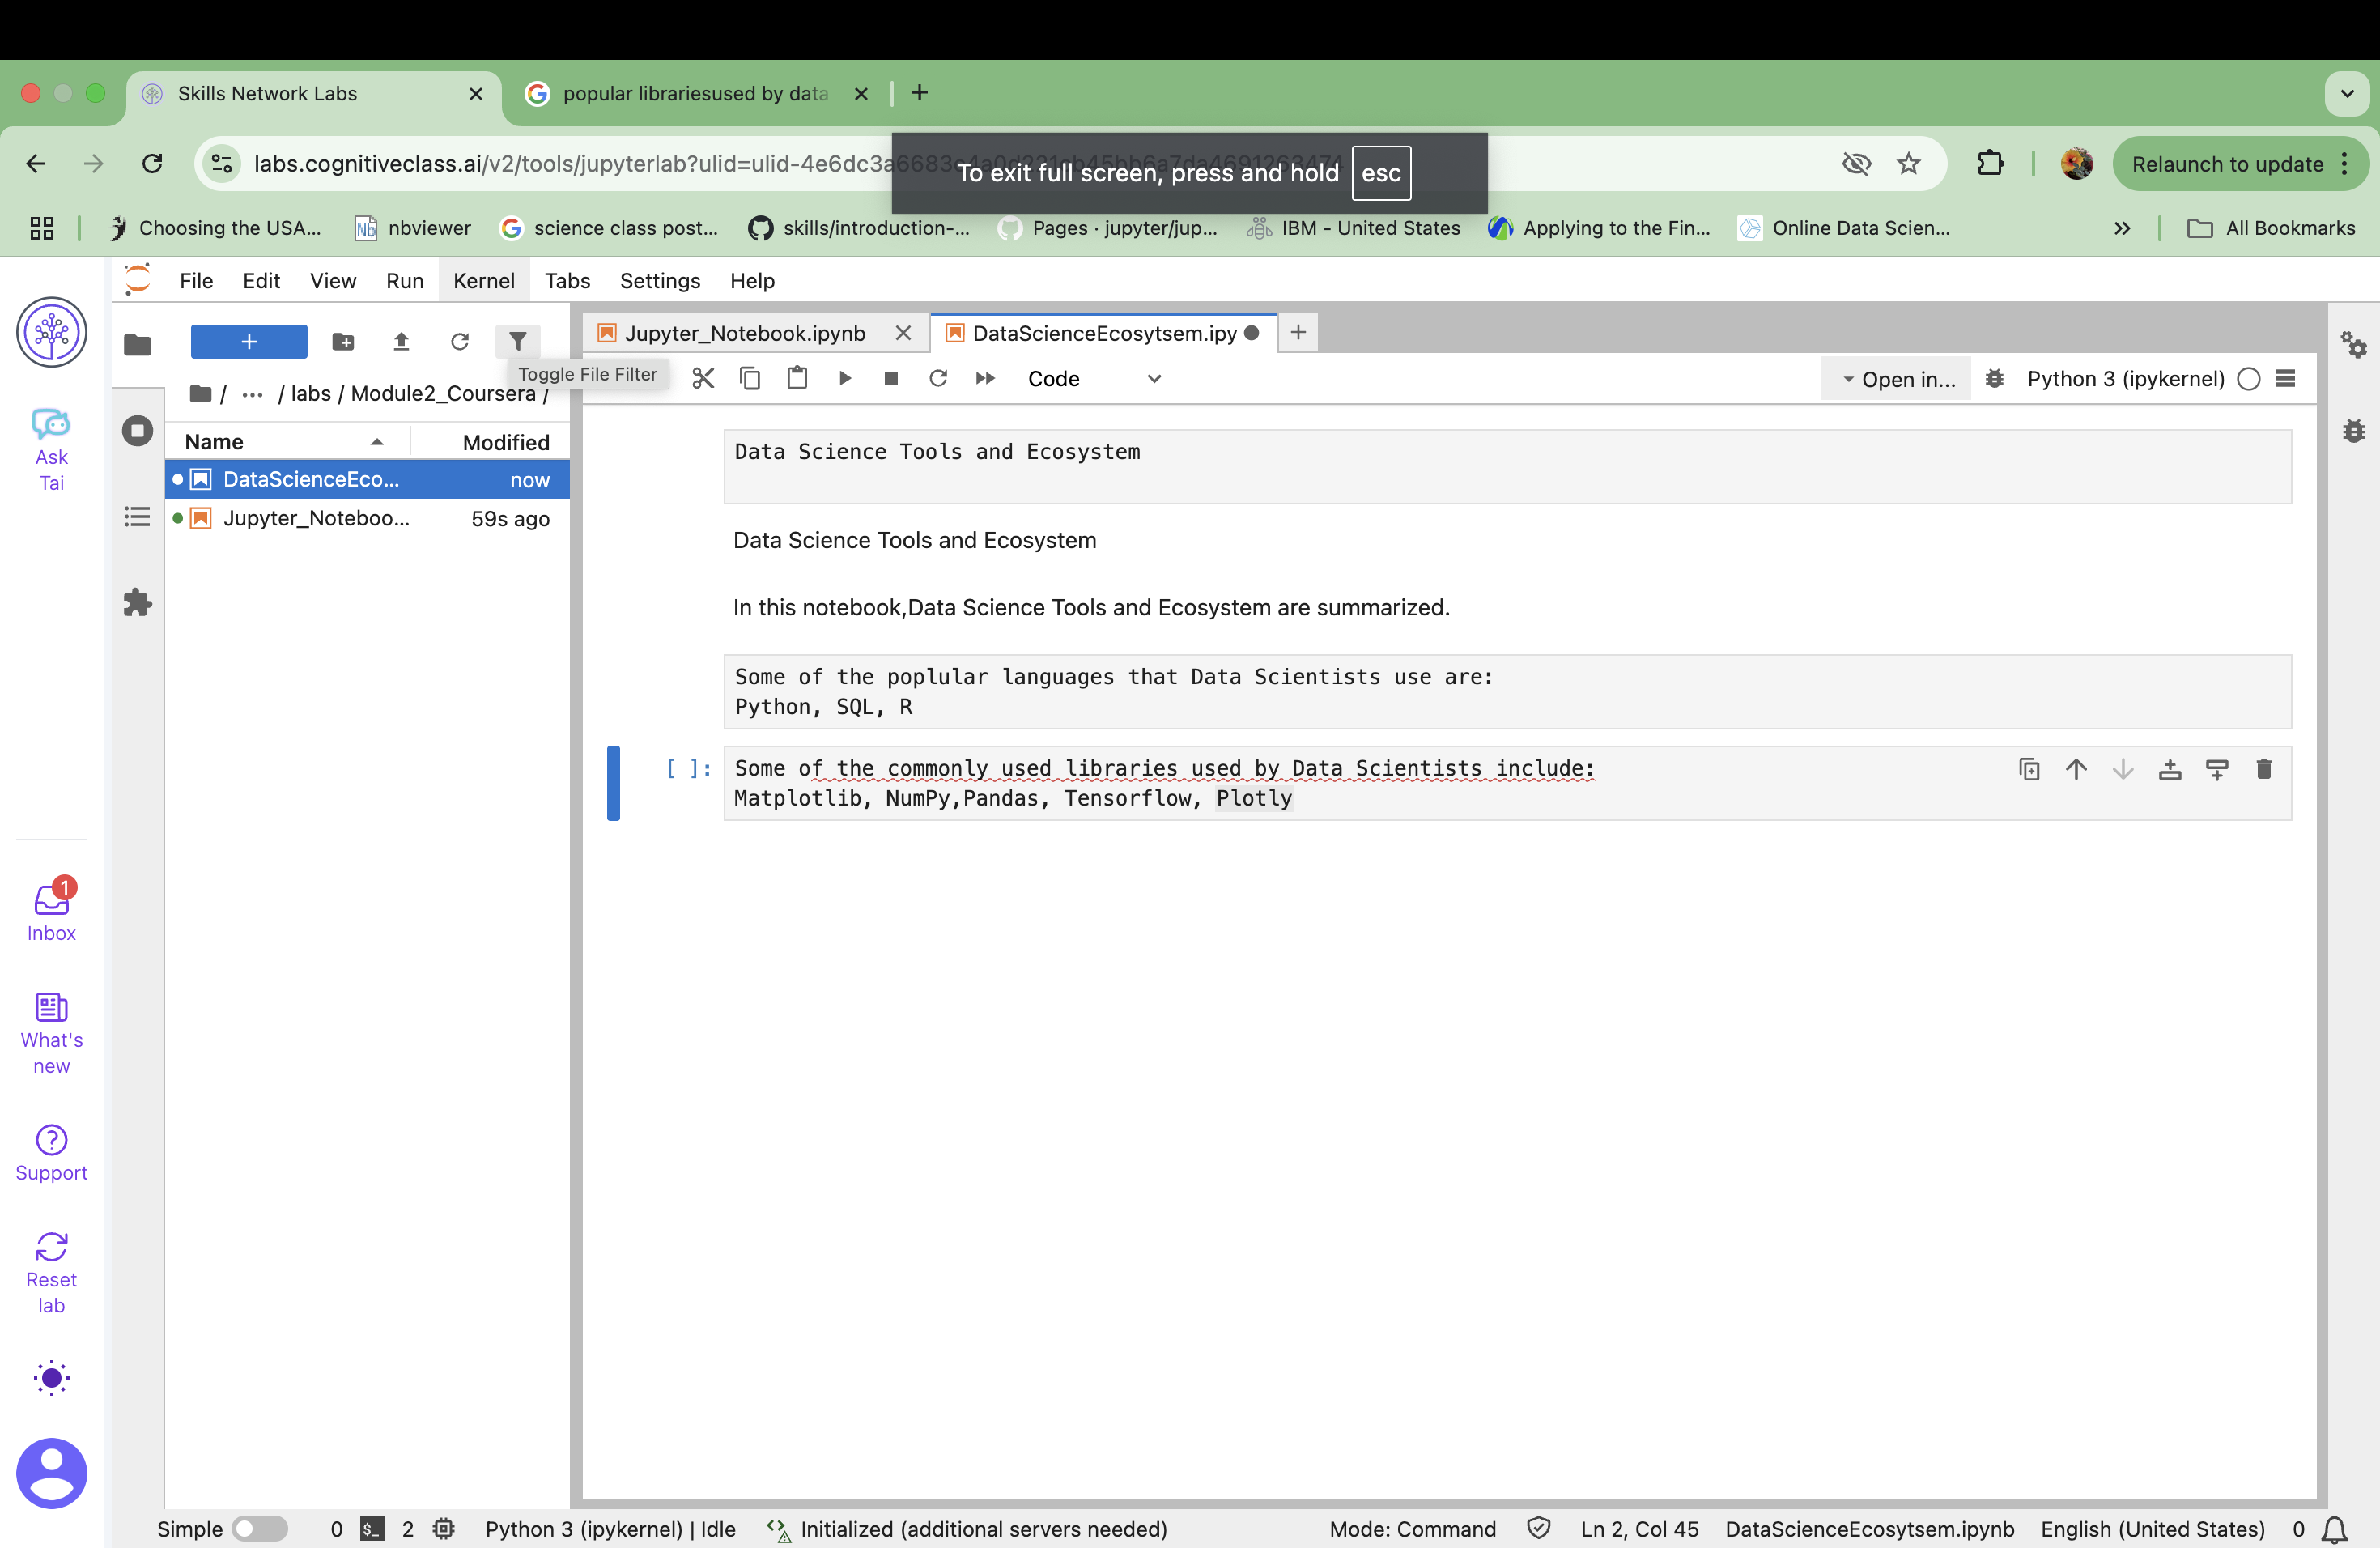 Skills Network Labs
popular librariesused by data
labs.cognitiveclass.ai/v2/tools/jupyterlab?ulid=ulid-4e6dc3a
To exit full screen, press and hold esc
Relaunch to update
Choosing the USA...
nbviewer
science class post...
skills/introduction-...
Pages · jupyter/jup...
IBM - United States
Applying to the Fin...
Online Data Scien...
All Bookmarks
File Edit View Run Kernel Tabs Settings Help
Ask
Tai
Toggle File Filter
/ ... / labs / Module2_Coursera /
Name Modified
DataScienceEco... now
Jupyter_Noteboo... 59s ago
Jupyter_Notebook.ipynb
DataScienceEcosytsem.ipy
Code
Open in...
Python 3 (ipykernel)
Data Science Tools and Ecosystem
Data Science Tools and Ecosystem
In this notebook,Data Science Tools and Ecosystem are summarized.
Some of the poplular languages that Data Scientists use are:
Python, SQL, R
[ ]:
Some of the commonly used libraries used by Data Scientists include:
Matplotlib, NumPy,Pandas, Tensorflow, Plotly
1
Inbox
What's
new
Support
Reset
lab
Simple 0 $_ 2 Python 3 (ipykernel) | Idle Initialized (additional servers needed) Mode: Command Ln 2, Col 45 DataScienceEcosytsem.ipynb English (United States) 0